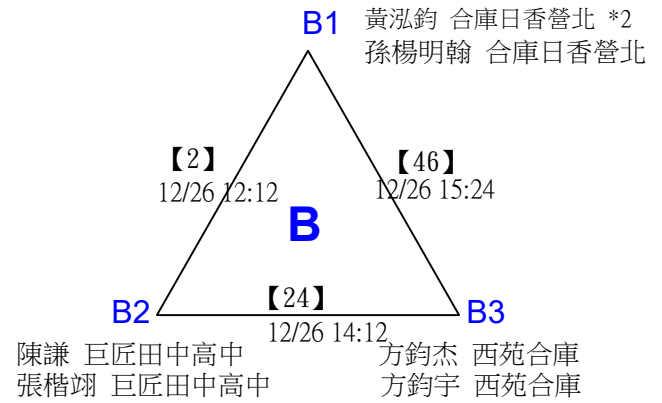 B1
黃泓鈞 合庫日香營北 *2
孫楊明翰 合庫日香營北
【2】
12/26 12:12
【46】
12/26 15:24
B
【24】
12/26 14:12
B2
B3
陳謙 巨匠田中高中
張楷翊 巨匠田中高中
方鈞杰 西苑合庫
方鈞宇 西苑合庫